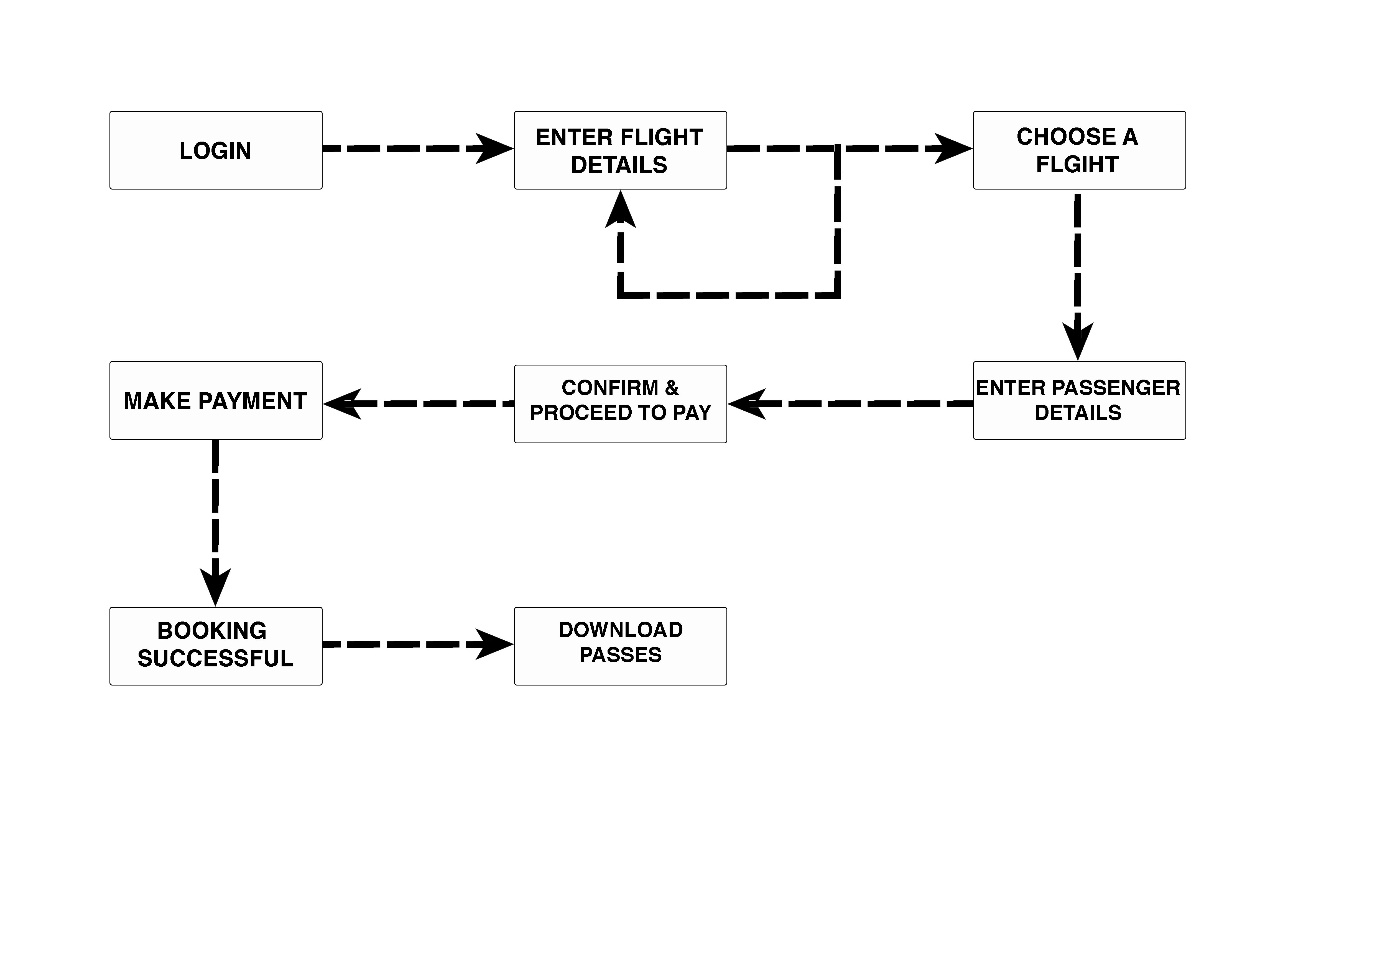 LOGIN
ENTER FLIGHT
DETAILS
CHOOSE A
FLGIHT
MAKE PAYMENT
CONFIRM &
PROCEED TO PAY
ENTER PASSENGER
DETAILS
BOOKING
SUCCESSFUL
DOWNLOAD
PASSES